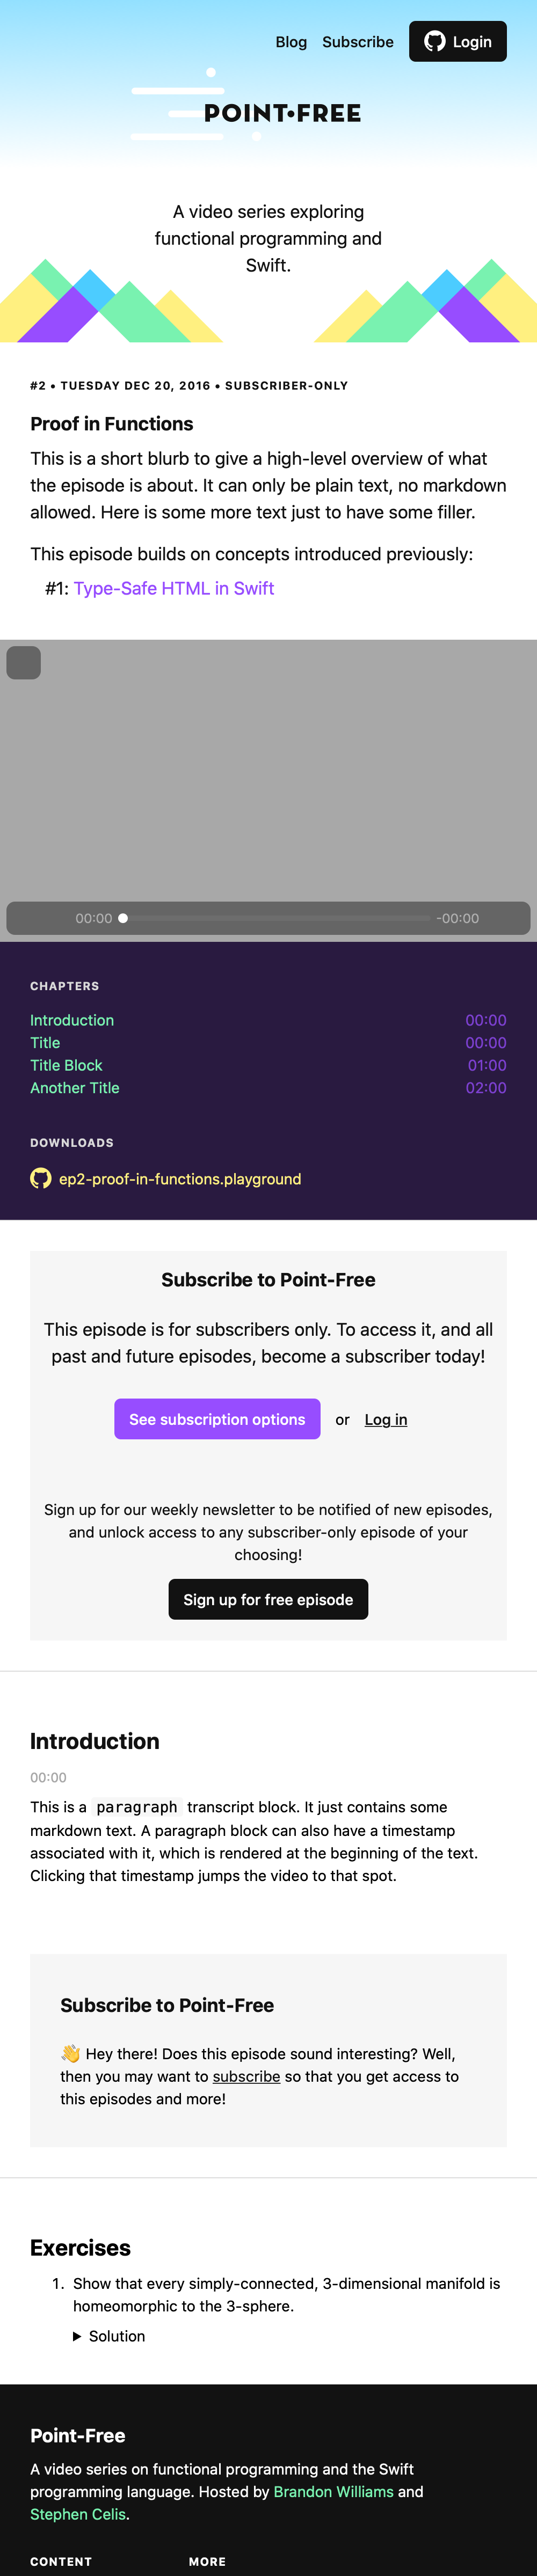 Blog Subscribe Login
POINT•FREE
A video series exploring
functional programming and
Swift.
#2 • TUESDAY DEC 20, 2016 • SUBSCRIBER-ONLY
Proof in Functions
This is a short blurb to give a high-level overview of what
the episode is about. It can only be plain text, no markdown
allowed. Here is some more text just to have some filler.
This episode builds on concepts introduced previously:
#1: Type-Safe HTML in Swift
00:00 -00:00
CHAPTERS
Introduction 00:00
Title 00:00
Title Block 01:00
Another Title 02:00
DOWNLOADS
ep2-proof-in-functions.playground
Subscribe to Point-Free
This episode is for subscribers only. To access it, and all
past and future episodes, become a subscriber today!
See subscription options or Log in
Sign up for our weekly newsletter to be notified of new episodes,
and unlock access to any subscriber-only episode of your
choosing!
Sign up for free episode
Introduction
00:00
This is a paragraph transcript block. It just contains some
markdown text. A paragraph block can also have a timestamp
associated with it, which is rendered at the beginning of the text.
Clicking that timestamp jumps the video to that spot.
Subscribe to Point-Free
👋 Hey there! Does this episode sound interesting? Well,
then you may want to subscribe so that you get access to
this episodes and more!
Exercises
1. Show that every simply-connected, 3-dimensional manifold is
homeomorphic to the 3-sphere.
Solution
Point-Free
A video series on functional programming and the Swift
programming language. Hosted by Brandon Williams and
Stephen Celis.
CONTENT MORE